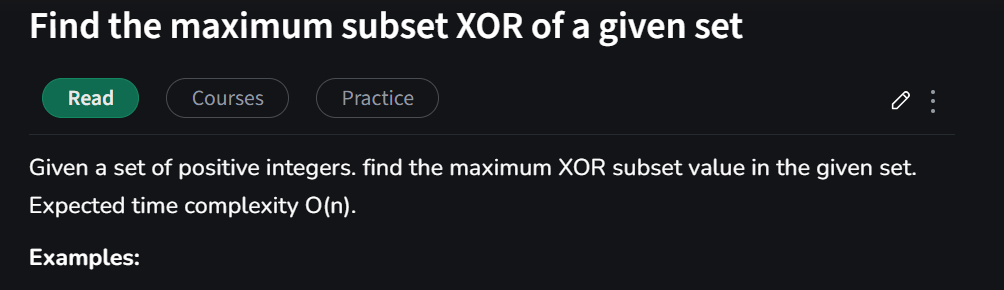 Find the maximum subset XOR of a given set
Read Courses Practice
Given a set of positive integers. find the maximum XOR subset value in the given set.
Expected time complexity O(n).
Examples: